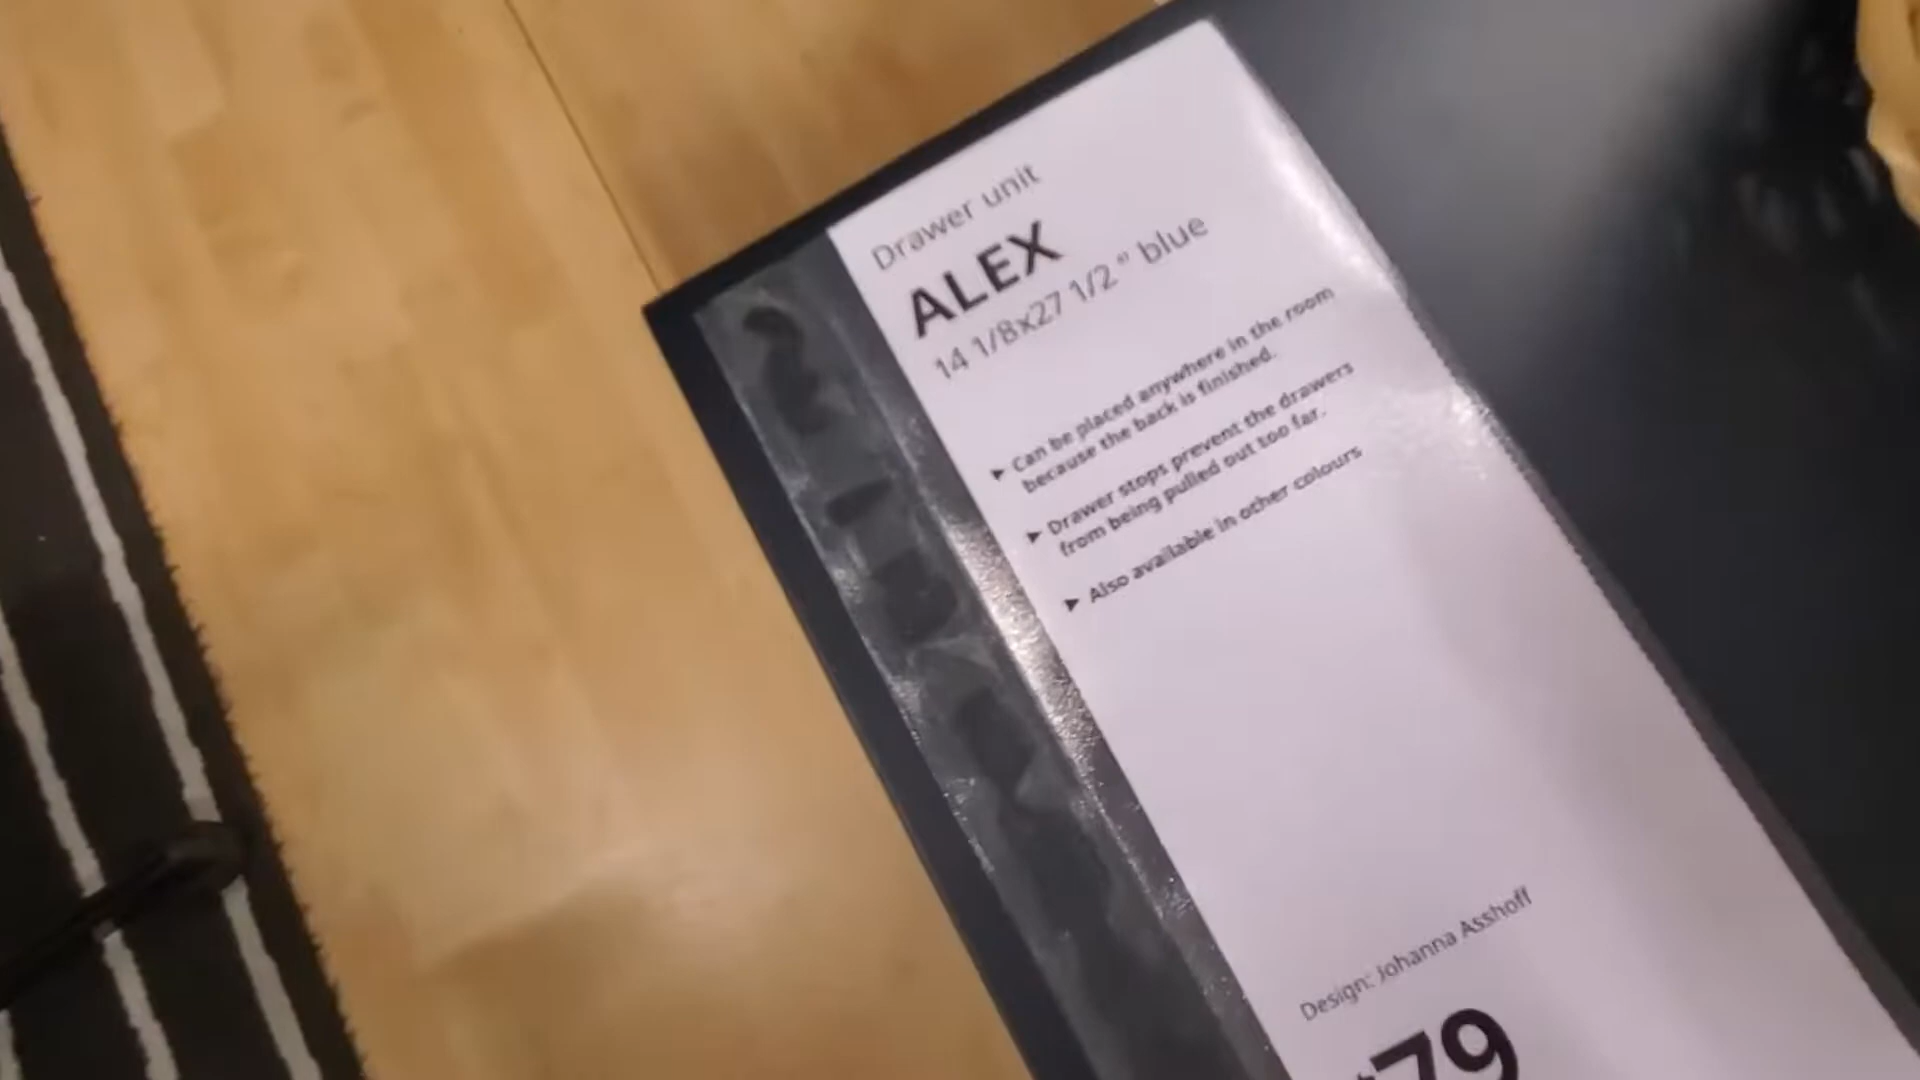 Drawer unit
ALEX
14 1/8x27 1/2" blue
▶ Can be placed anywhere in the room
because the back is finished.
▶ Drawer stops prevent the drawers
from being pulled out too far.
▶ Also available in other colours
Design: Johanna Asshoff
79